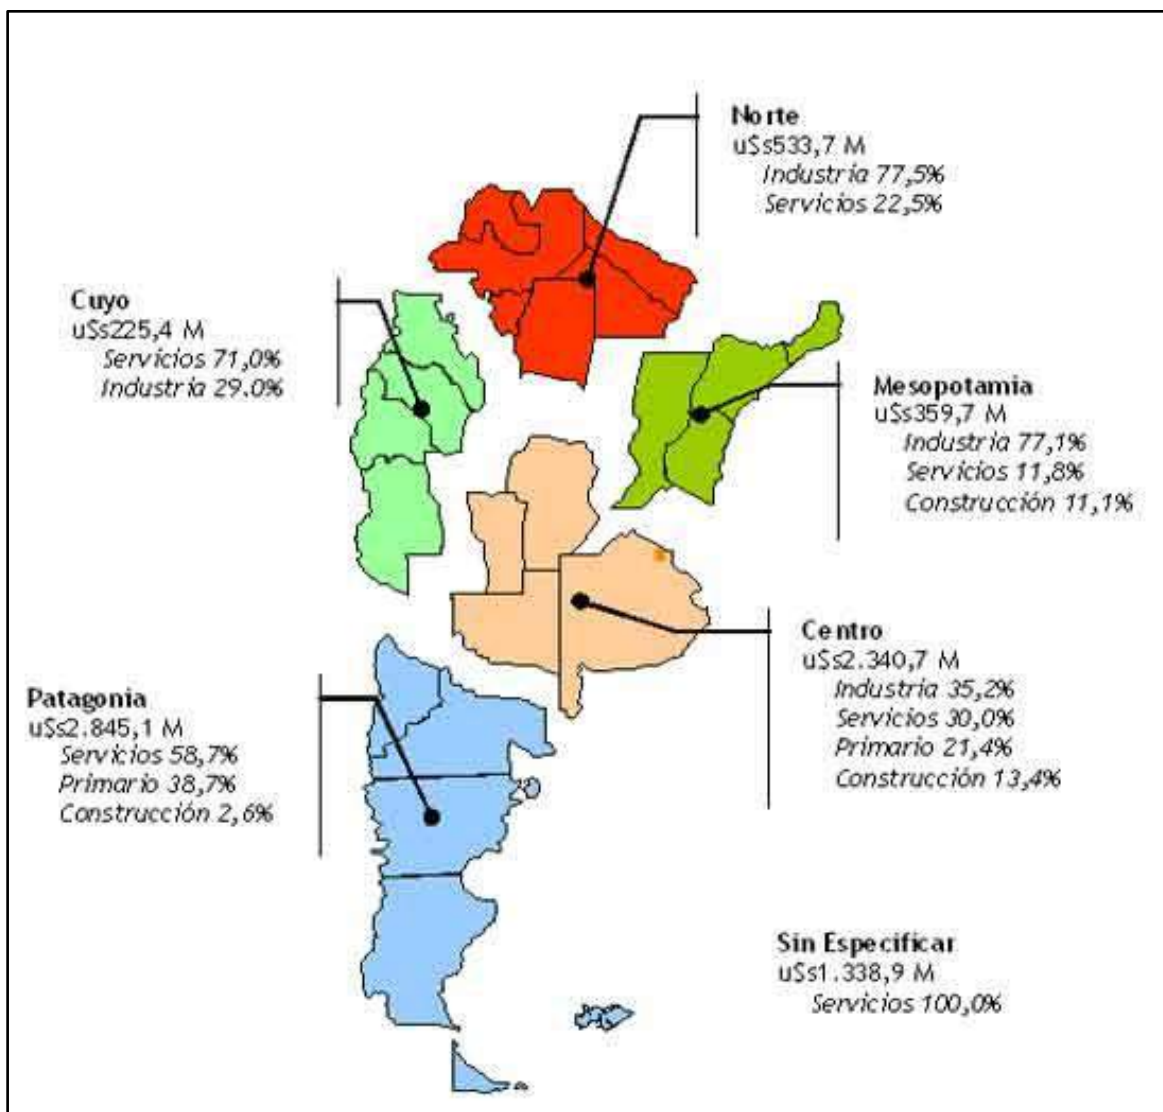 Norte
u$s533,7 M
Industria 77,5%
Servicios 22,5%
Cuyo
u$s225,4 M
Servicios 71,0%
Industria 29.0%
Mesopotamia
u$s359,7 M
Industria 77,1%
Servicios 11,8%
Construcción 11,1%
Centro
u$s2.340,7 M
Industria 35,2%
Servicios 30,0%
Primario 21,4%
Construcción 13,4%
Patagonia
u$s2.845,1 M
Servicios 58,7%
Primario 38,7%
Construcción 2,6%
Sin Especificar
u$s1.338,9 M
Servicios 100,0%